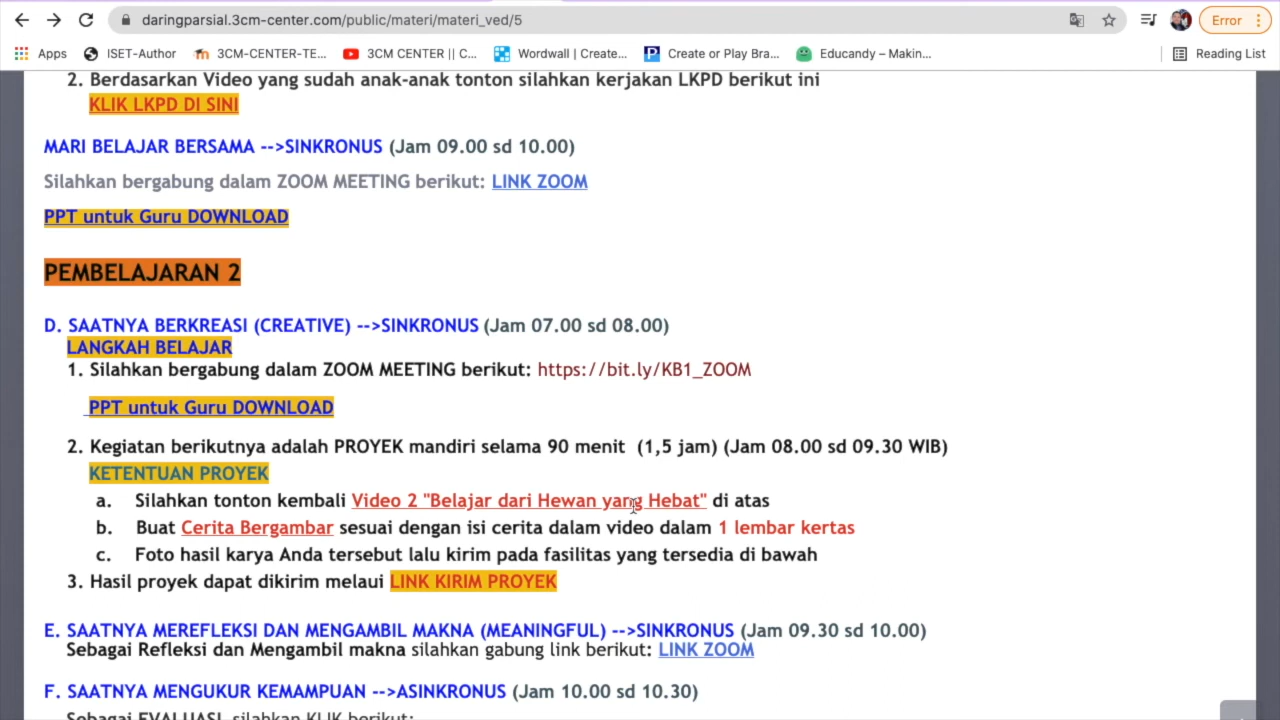 daringparsial.3cm-center.com/public/materi/materi_ved/5
Error
Apps ISET-Author 3CM-CENTER-TE... 3CM CENTER || C... Wordwall | Create... Create or Play Bra... Educandy – Makin... Reading List
2. Berdasarkan Video yang sudah anak-anak tonton silahkan kerjakan LKPD berikut ini
KLIK LKPD DI SINI
MARI BELAJAR BERSAMA -->SINKRONUS (Jam 09.00 sd 10.00)
Silahkan bergabung dalam ZOOM MEETING berikut: LINK ZOOM
PPT untuk Guru DOWNLOAD
PEMBELAJARAN 2
D. SAATNYA BERKREASI (CREATIVE) -->SINKRONUS (Jam 07.00 sd 08.00)
LANGKAH BELAJAR
1. Silahkan bergabung dalam ZOOM MEETING berikut: https://bit.ly/KB1_ZOOM
PPT untuk Guru DOWNLOAD
2. Kegiatan berikutnya adalah PROYEK mandiri selama 90 menit (1,5 jam) (Jam 08.00 sd 09.30 WIB)
KETENTUAN PROYEK
a. Silahkan tonton kembali Video 2 "Belajar dari Hewan yang Hebat" di atas
b. Buat Cerita Bergambar sesuai dengan isi cerita dalam video dalam 1 lembar kertas
c. Foto hasil karya Anda tersebut lalu kirim pada fasilitas yang tersedia di bawah
3. Hasil proyek dapat dikirim melaui LINK KIRIM PROYEK
E. SAATNYA MEREFLEKSI DAN MENGAMBIL MAKNA (MEANINGFUL) -->SINKRONUS (Jam 09.30 sd 10.00)
Sebagai Refleksi dan Mengambil makna silahkan gabung link berikut: LINK ZOOM
F. SAATNYA MENGUKUR KEMAMPUAN -->ASINKRONUS (Jam 10.00 sd 10.30)
Sebagai EVALUASI, silahkan KLIK berikut: